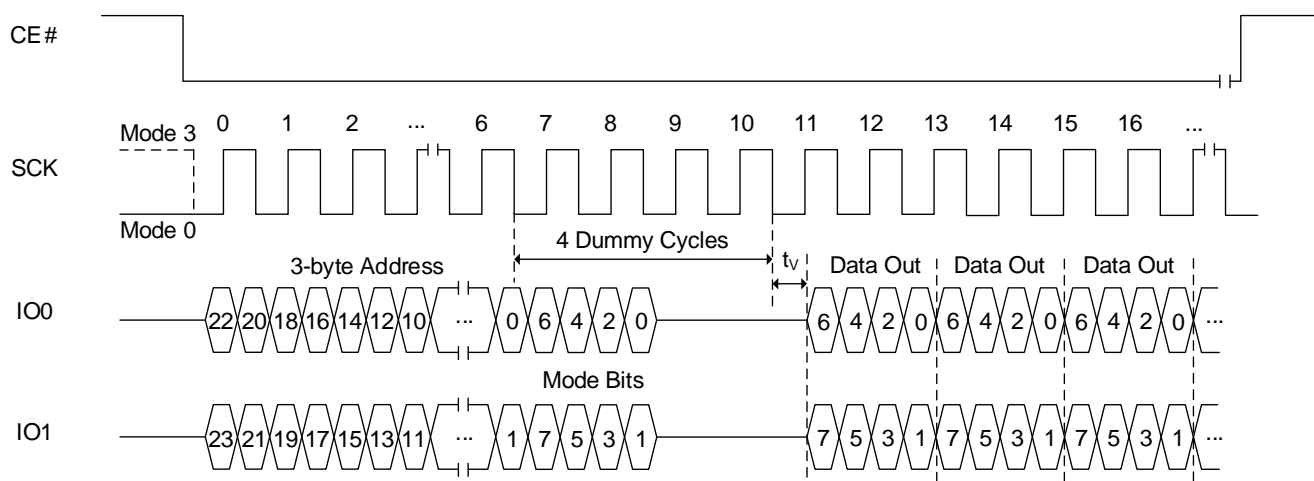 CE#
0 1 2 ... 6 7 8 9 10 11 12 13 14 15 16 ...
Mode 3
SCK
Mode 0
4 Dummy Cycles
3-byte Address tV Data Out Data Out Data Out
IO0 22 20 18 16 14 12 10 ... 0 6 4 2 0 6 4 2 0 6 4 2 0 6 4 2 0 ...
Mode Bits
IO1 23 21 19 17 15 13 11 ... 1 7 5 3 1 7 5 3 1 7 5 3 1 7 5 3 1 ...